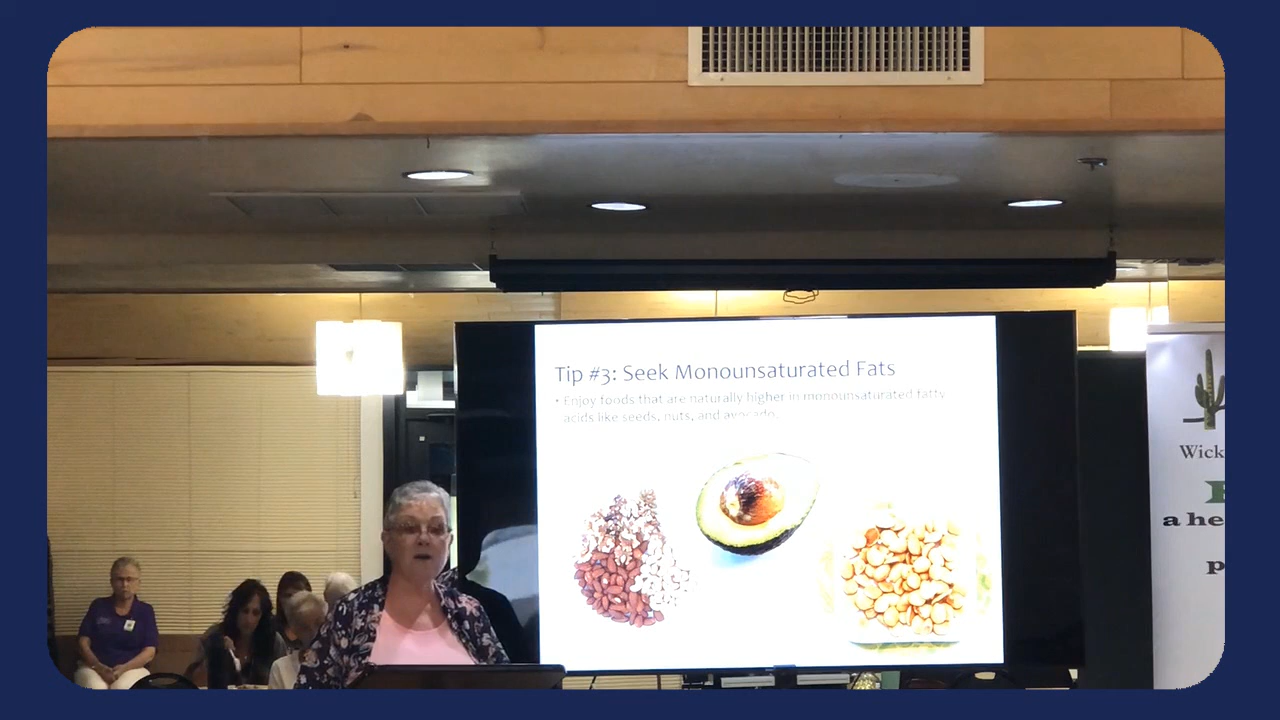 Tip #3: Seek Monounsaturated Fats
• Enjoy foods that are naturally higher in monounsaturated fatty
acids like seeds, nuts, and avocado.
Wick
a he
p